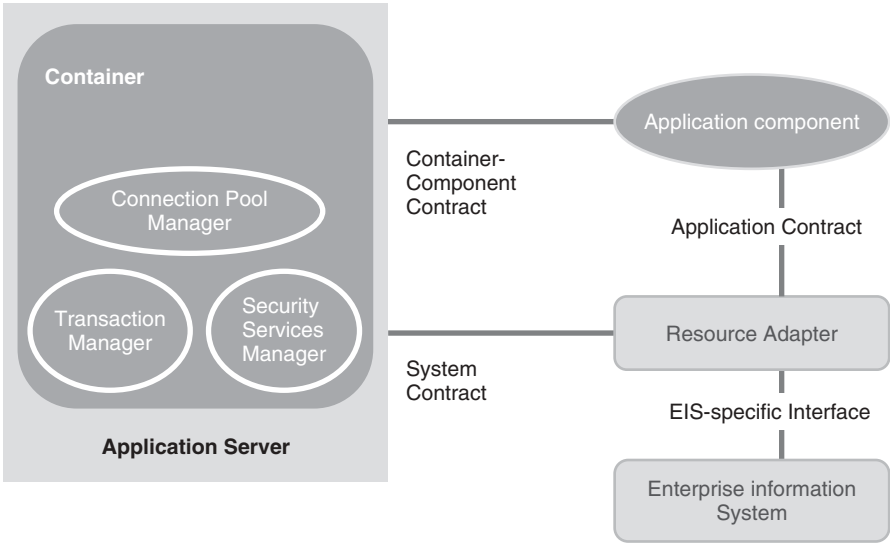 Container
Connection Pool
Manager
Transaction
Manager
Security
Services
Manager
Application Server
Container-
Component
Contract
System
Contract
Application component
Application Contract
Resource Adapter
EIS-specific Interface
Enterprise information
System